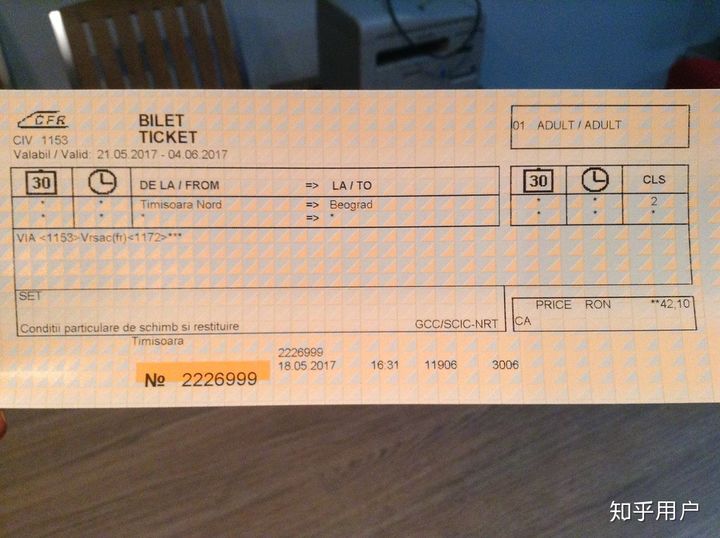 CFR
BILET
TICKET
CIV 1153
Valabil / Valid: 21.05.2017 - 04.06.2017
01 ADULT / ADULT
30 DE LA / FROM => LA / TO 30 CLS
* * Timisoara Nord => Beograd * * 2
* * * => * * * *
VIA <1153>Vrsac(fr)<1172>***
SET
Conditii particulare de schimb si restituire GCC/SCIC-NRT
PRICE RON **42,10
CA
Timisoara
2226999
№ 2226999 18.05.2017 16:31 11906 3006
知乎用户